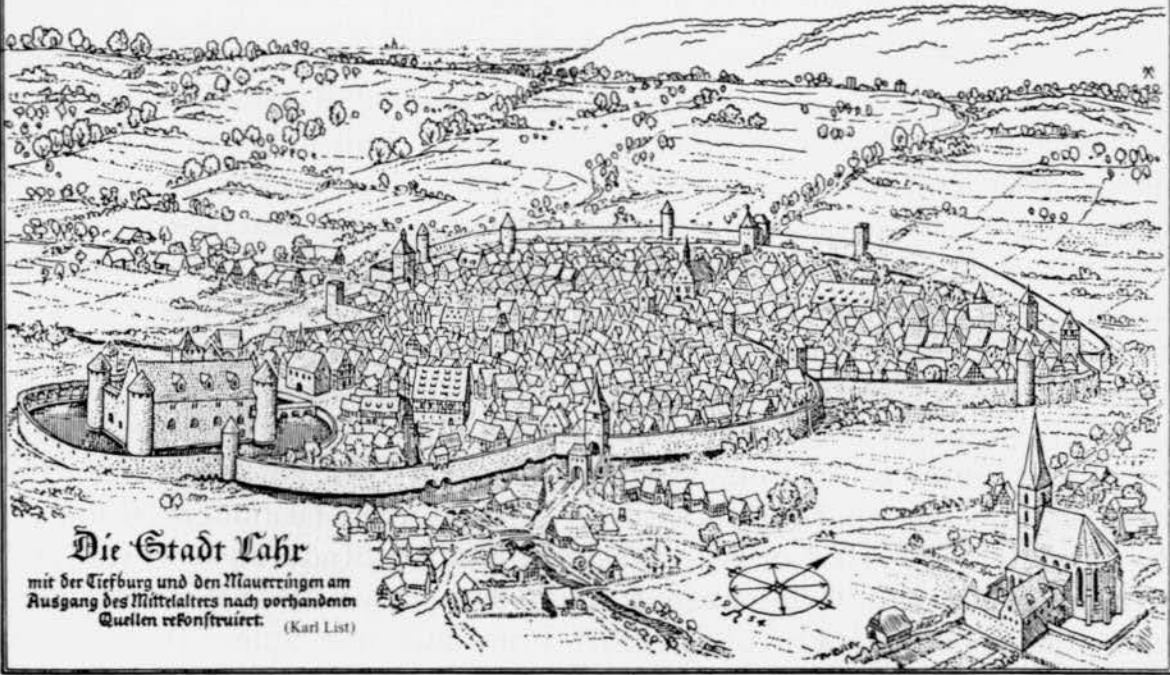 Die Stadt Lahr
mit der Tiefburg und den Mauerringen am
Ausgang des Mittelalters nach vorhandenen
Quellen rekonstruiert.
(Karl List)